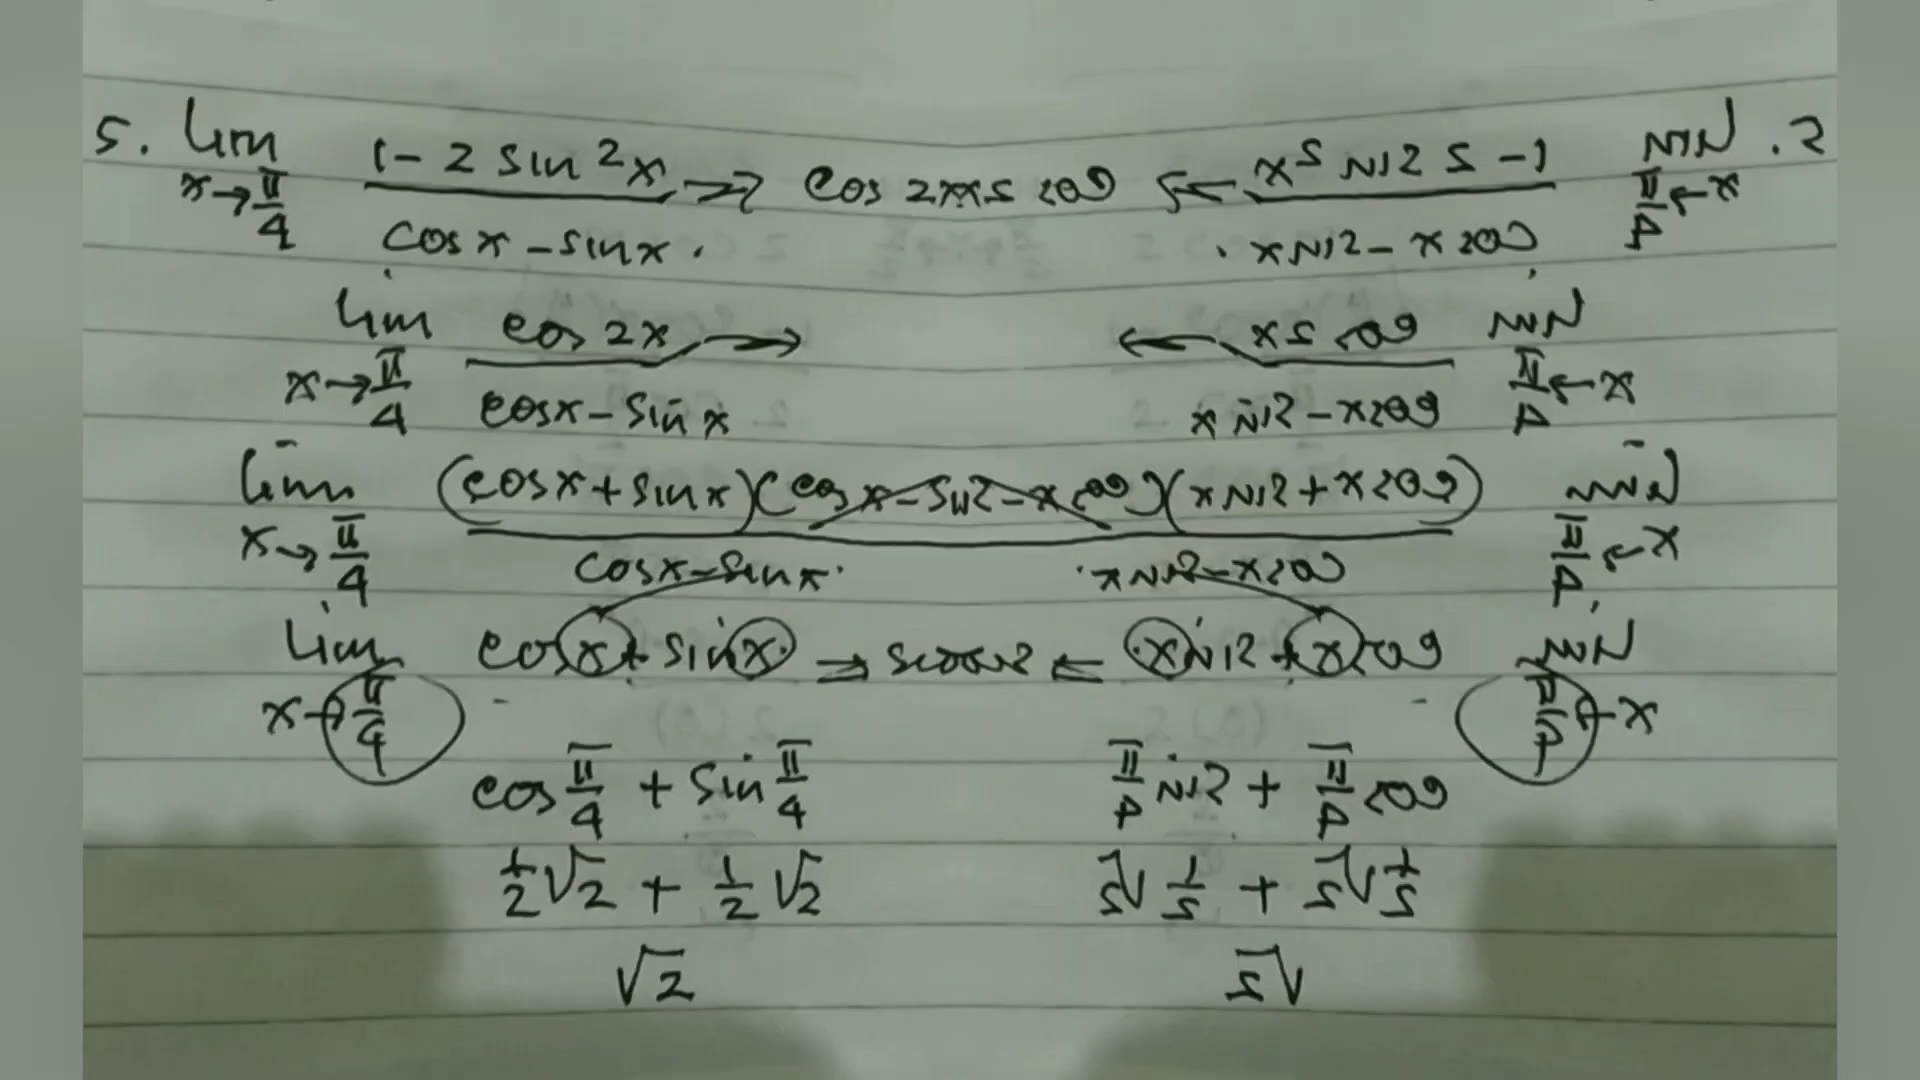 5. lim x→π/4 (1 - 2 sin²x)/(cos x - sin x) → cos 2x
lim x→π/4 cos 2x/(cos x - sin x) →
lim x→π/4 (cos x + sin x)(cos x - sin x)/(cos x - sin x)
lim x→π/4 cos x + sin x →
cos π/4 + sin π/4
1/2 √2 + 1/2 √2
√2